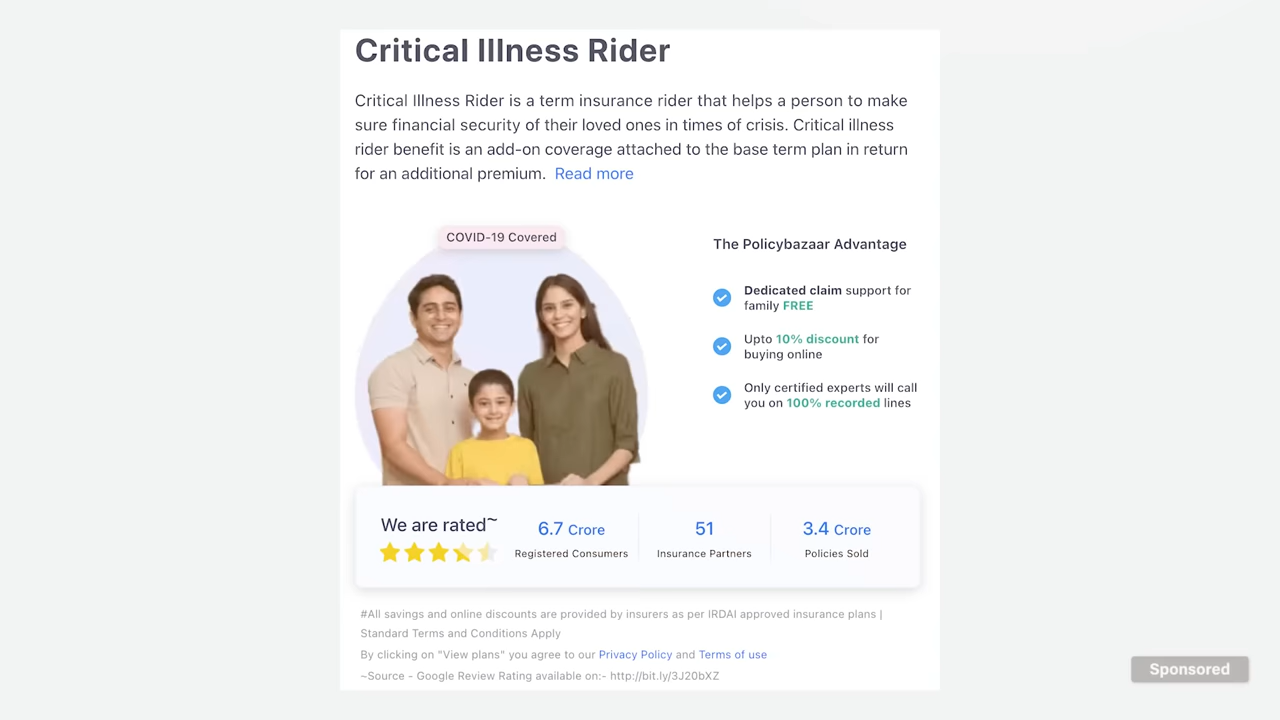 Critical Illness Rider
Critical Illness Rider is a term insurance rider that helps a person to make
sure financial security of their loved ones in times of crisis. Critical illness
rider benefit is an add-on coverage attached to the base term plan in return
for an additional premium. Read more
COVID-19 Covered
The Policybazaar Advantage
Dedicated claim support for
family FREE
Upto 10% discount for
buying online
Only certified experts will call
you on 100% recorded lines
We are rated~
6.7 Crore
Registered Consumers
51
Insurance Partners
3.4 Crore
Policies Sold
#All savings and online discounts are provided by insurers as per IRDAI approved insurance plans |
Standard Terms and Conditions Apply
By clicking on "View plans" you agree to our Privacy Policy and Terms of use
~Source - Google Review Rating available on:- http://bit.ly/3J20bXZ
Sponsored